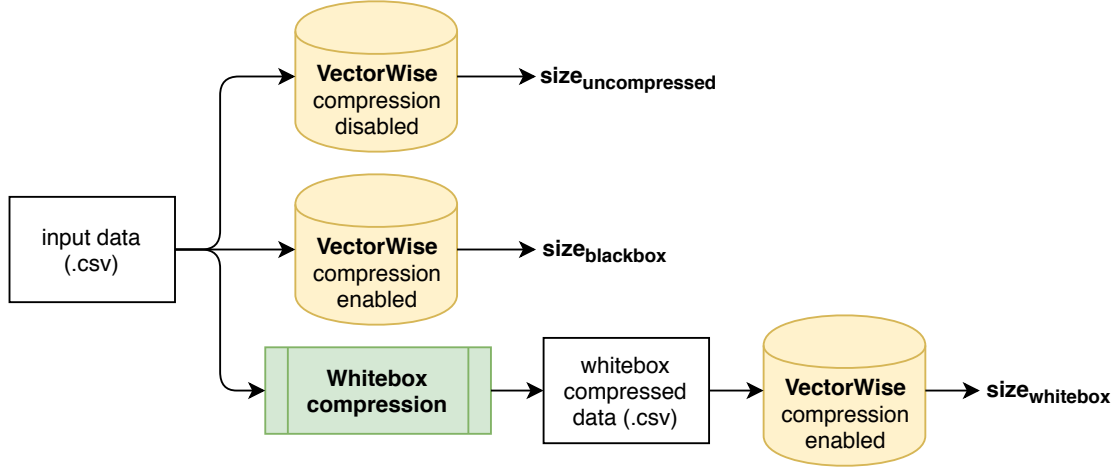 VectorWise
compression
disabled
size_uncompressed
input data
(.csv)
VectorWise
compression
enabled
size_blackbox
Whitebox
compression
whitebox
compressed
data (.csv)
VectorWise
compression
enabled
size_whitebox